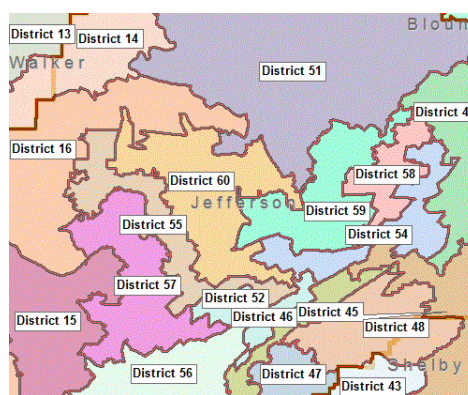 Bloun
District 13
District 14
Walker
District 51
District 4
District 16
District 58
District 60
Jefferson
District 59
District 55
District 54
District 57
District 52
District 45
District 46
District 15
District 48
Shelby
District 56
District 47
District 43